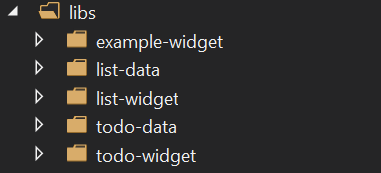 libs
example-widget
list-data
list-widget
todo-data
todo-widget